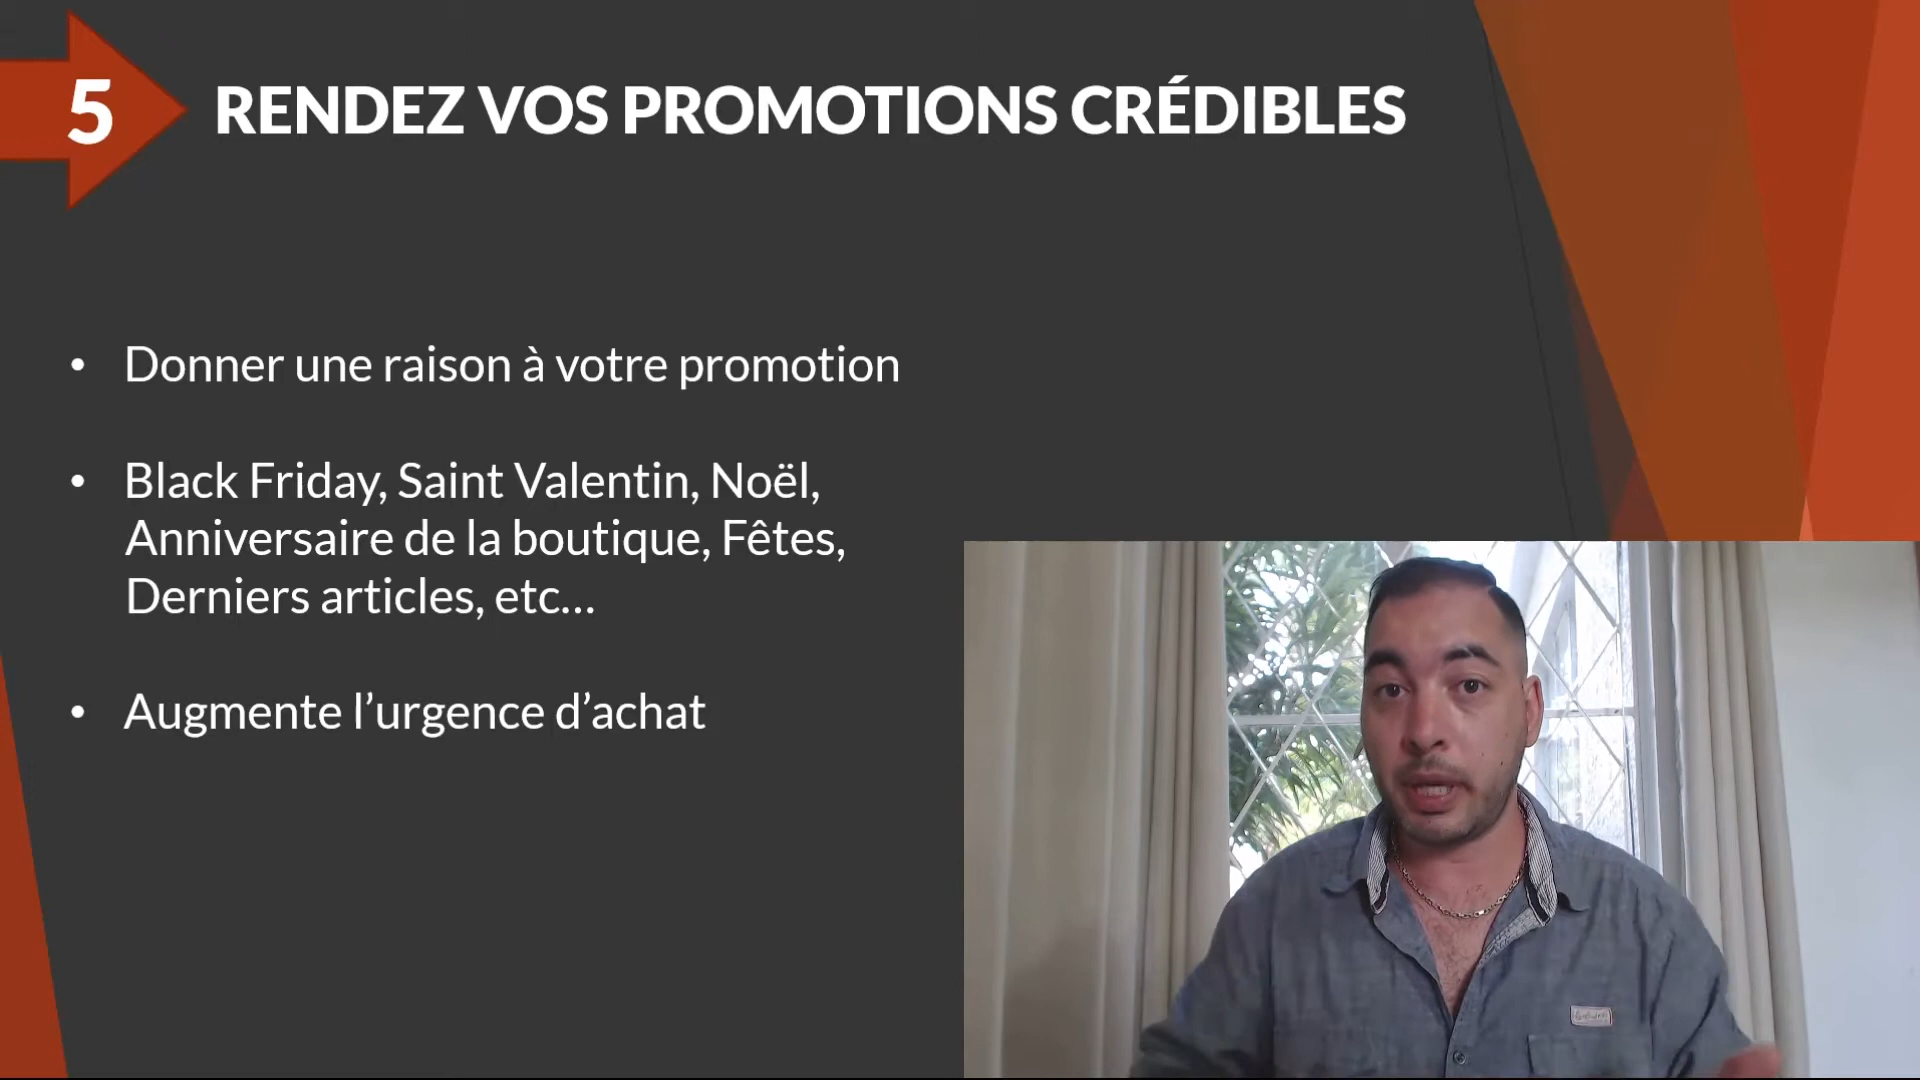 5
RENDEZ VOS PROMOTIONS CRÉDIBLES
• Donner une raison à votre promotion
• Black Friday, Saint Valentin, Noël,
Anniversaire de la boutique, Fêtes,
Derniers articles, etc…
• Augmente l’urgence d’achat